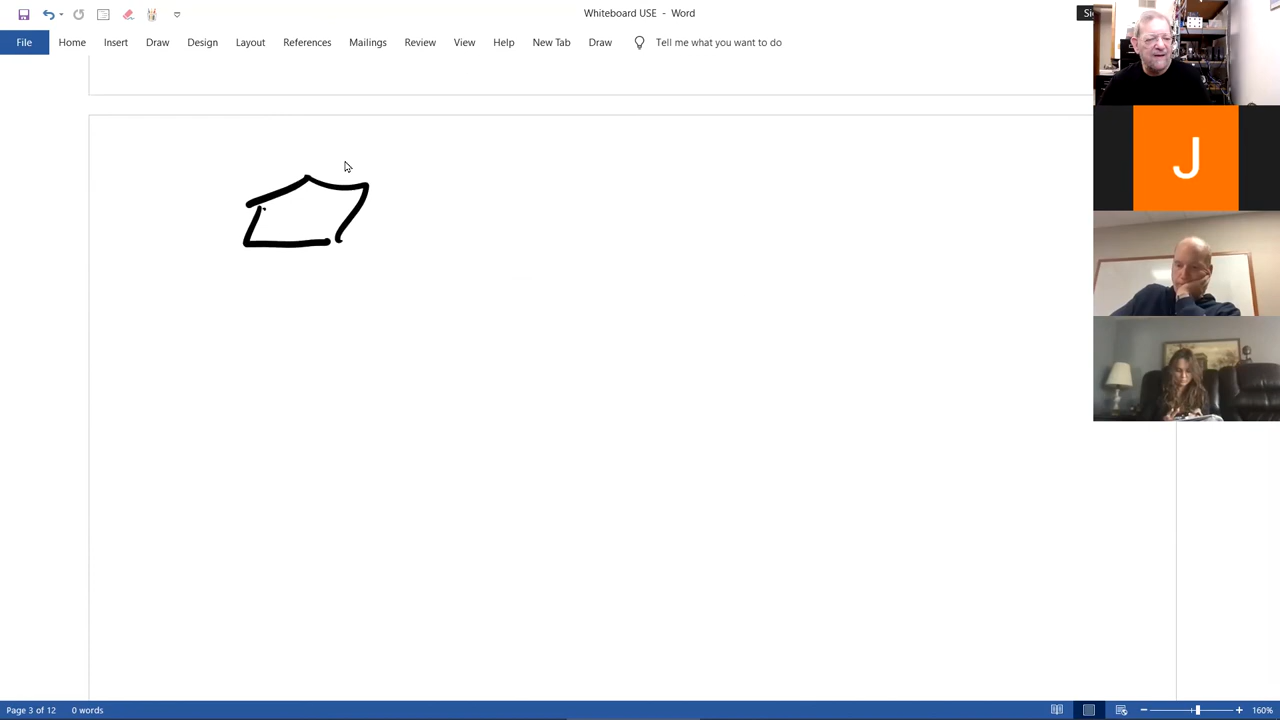 Whiteboard USE - Word
File Home Insert Draw Design Layout References Mailings Review View Help New Tab Draw Tell me what you want to do
J
Page 3 of 12 0 words 160%